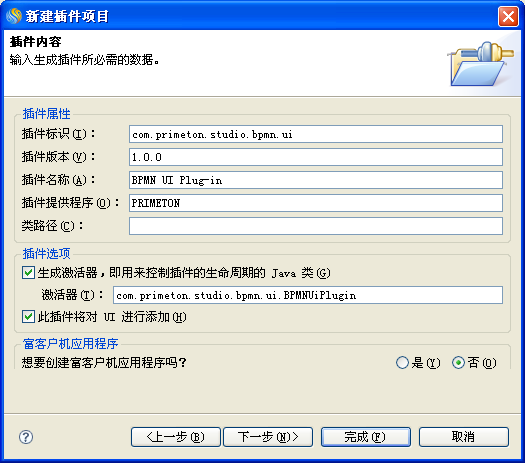 新建插件项目
插件内容
输入生成插件所必需的数据。
插件属性
插件标识(I)： com.primeton.studio.bpmn.ui
插件版本(V)： 1.0.0
插件名称(A)： BPMN UI Plug-in
插件提供程序(O)： PRIMETON
类路径(C)：
插件选项
生成激活器，即用来控制插件的生命周期的 Java 类(G)
激活器(T)： com.primeton.studio.bpmn.ui.BPMNUiPlugin
此插件将对 UI 进行添加(H)
富客户机应用程序
想要创建富客户机应用程序吗？ 是(Y) 否(O)
? <上一步(B) 下一步(N)> 完成(F) 取消